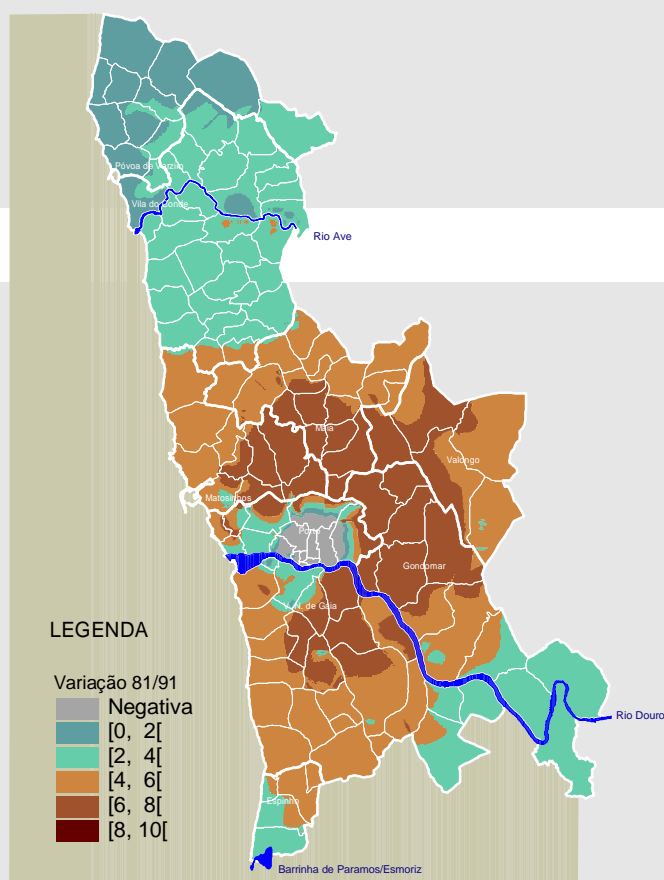 Póvoa de Varzim
Vila do Conde
Rio Ave
Maia
Valongo
Matosinhos
Porto
Gondomar
V. N. de Gaia
LEGENDA
Variação 81/91
Negativa
[0, 2[
[2, 4[
[4, 6[
[6, 8[
[8, 10[
Rio Douro
Espinho
Barrinha de Paramos/Esmoriz